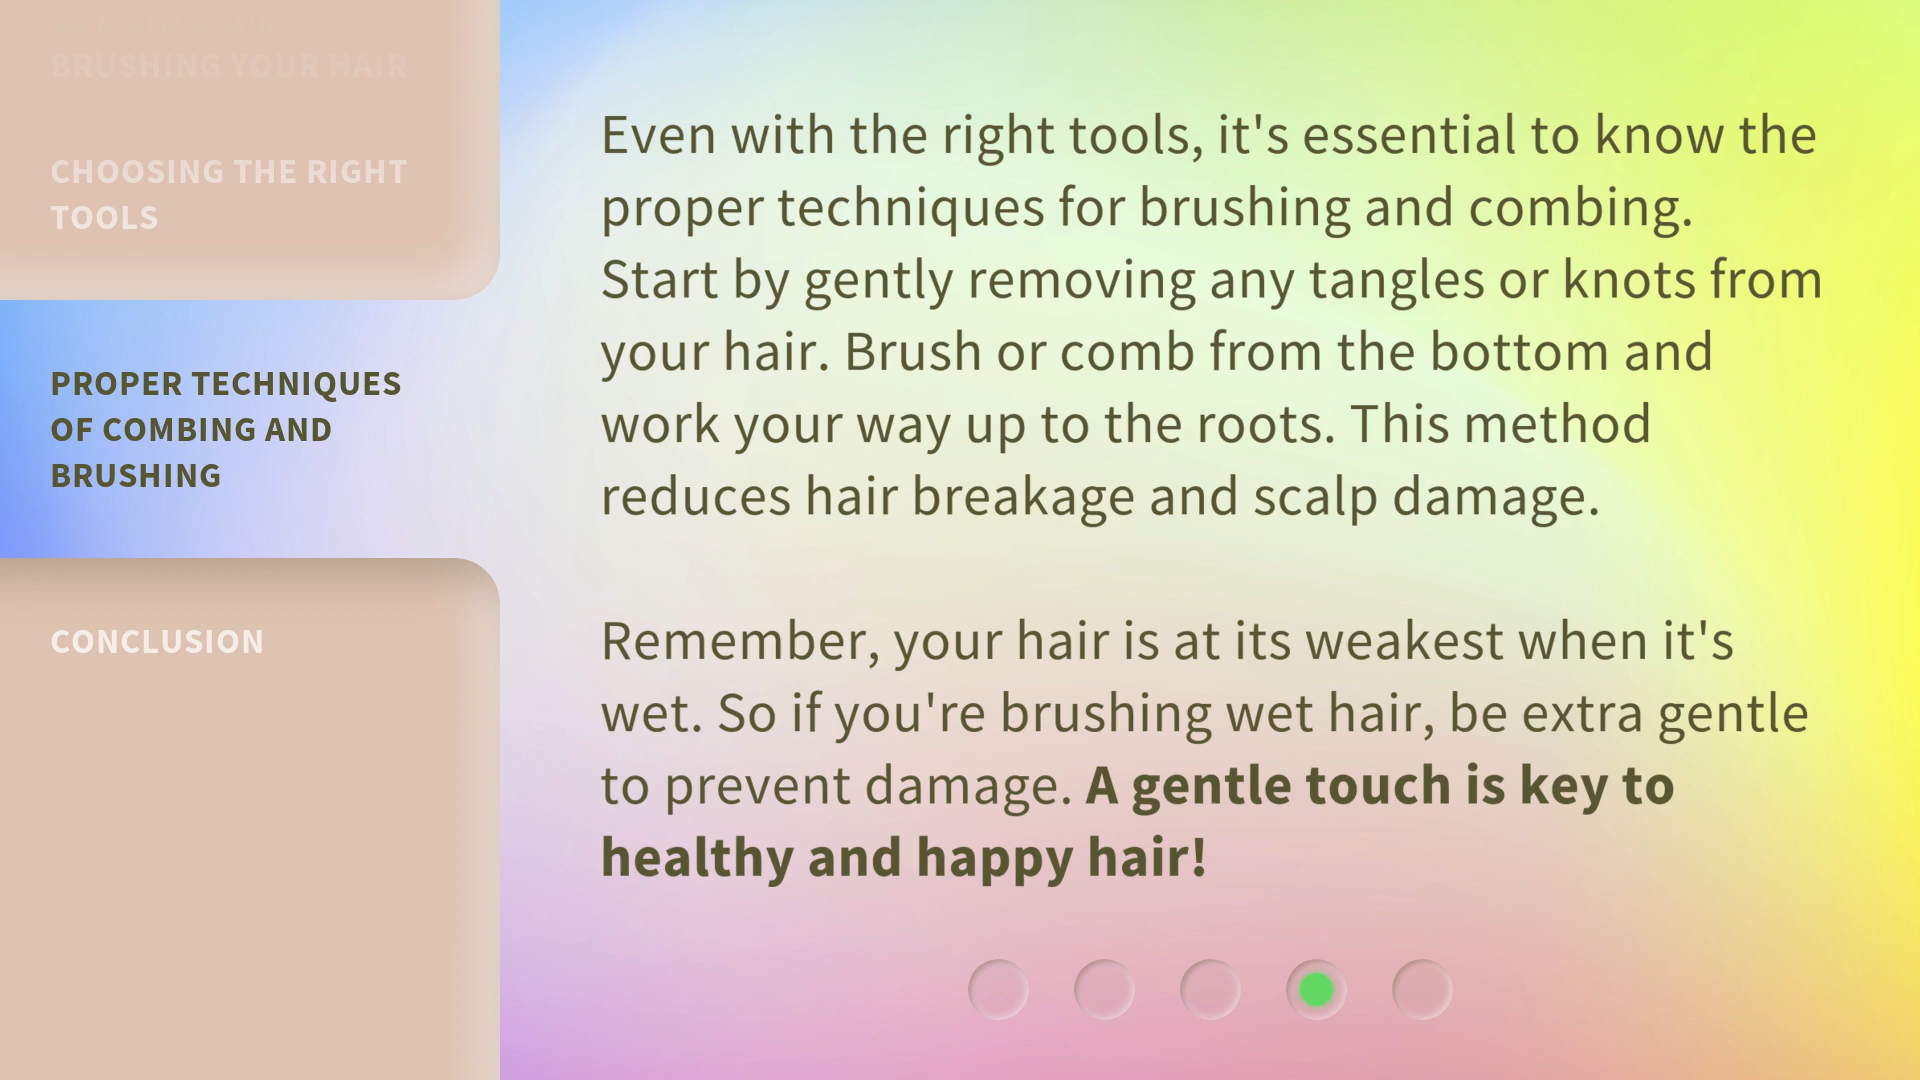 BRUSHING YOUR HAIR
CHOOSING THE RIGHT
TOOLS
PROPER TECHNIQUES
OF COMBING AND
BRUSHING
CONCLUSION
Even with the right tools, it's essential to know the
proper techniques for brushing and combing.
Start by gently removing any tangles or knots from
your hair. Brush or comb from the bottom and
work your way up to the roots. This method
reduces hair breakage and scalp damage.
Remember, your hair is at its weakest when it's
wet. So if you're brushing wet hair, be extra gentle
to prevent damage. A gentle touch is key to
healthy and happy hair!